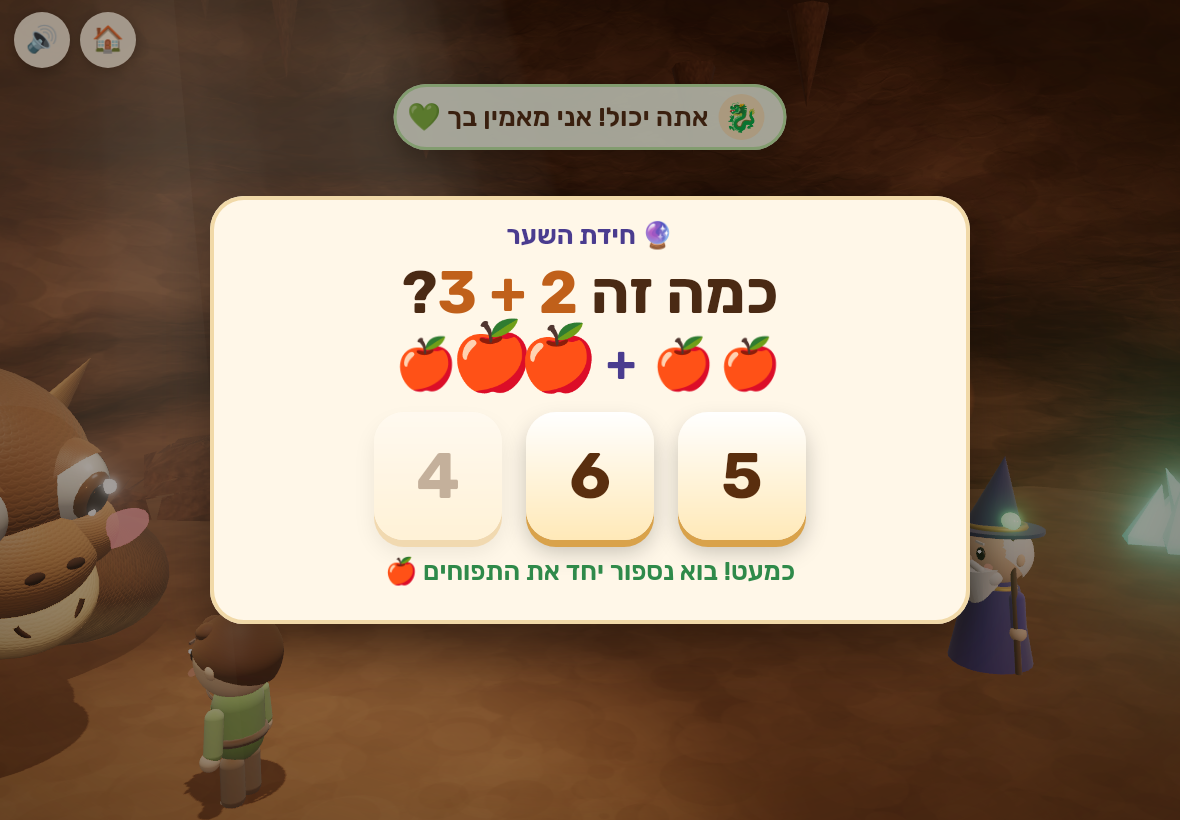 אתה יכול! אני מאמין בך 💚
🔮 חידת השער
כמה זה 2 + 3?
+
5 6 4
כמעט! בוא נספור יחד את התפוחים 🍎